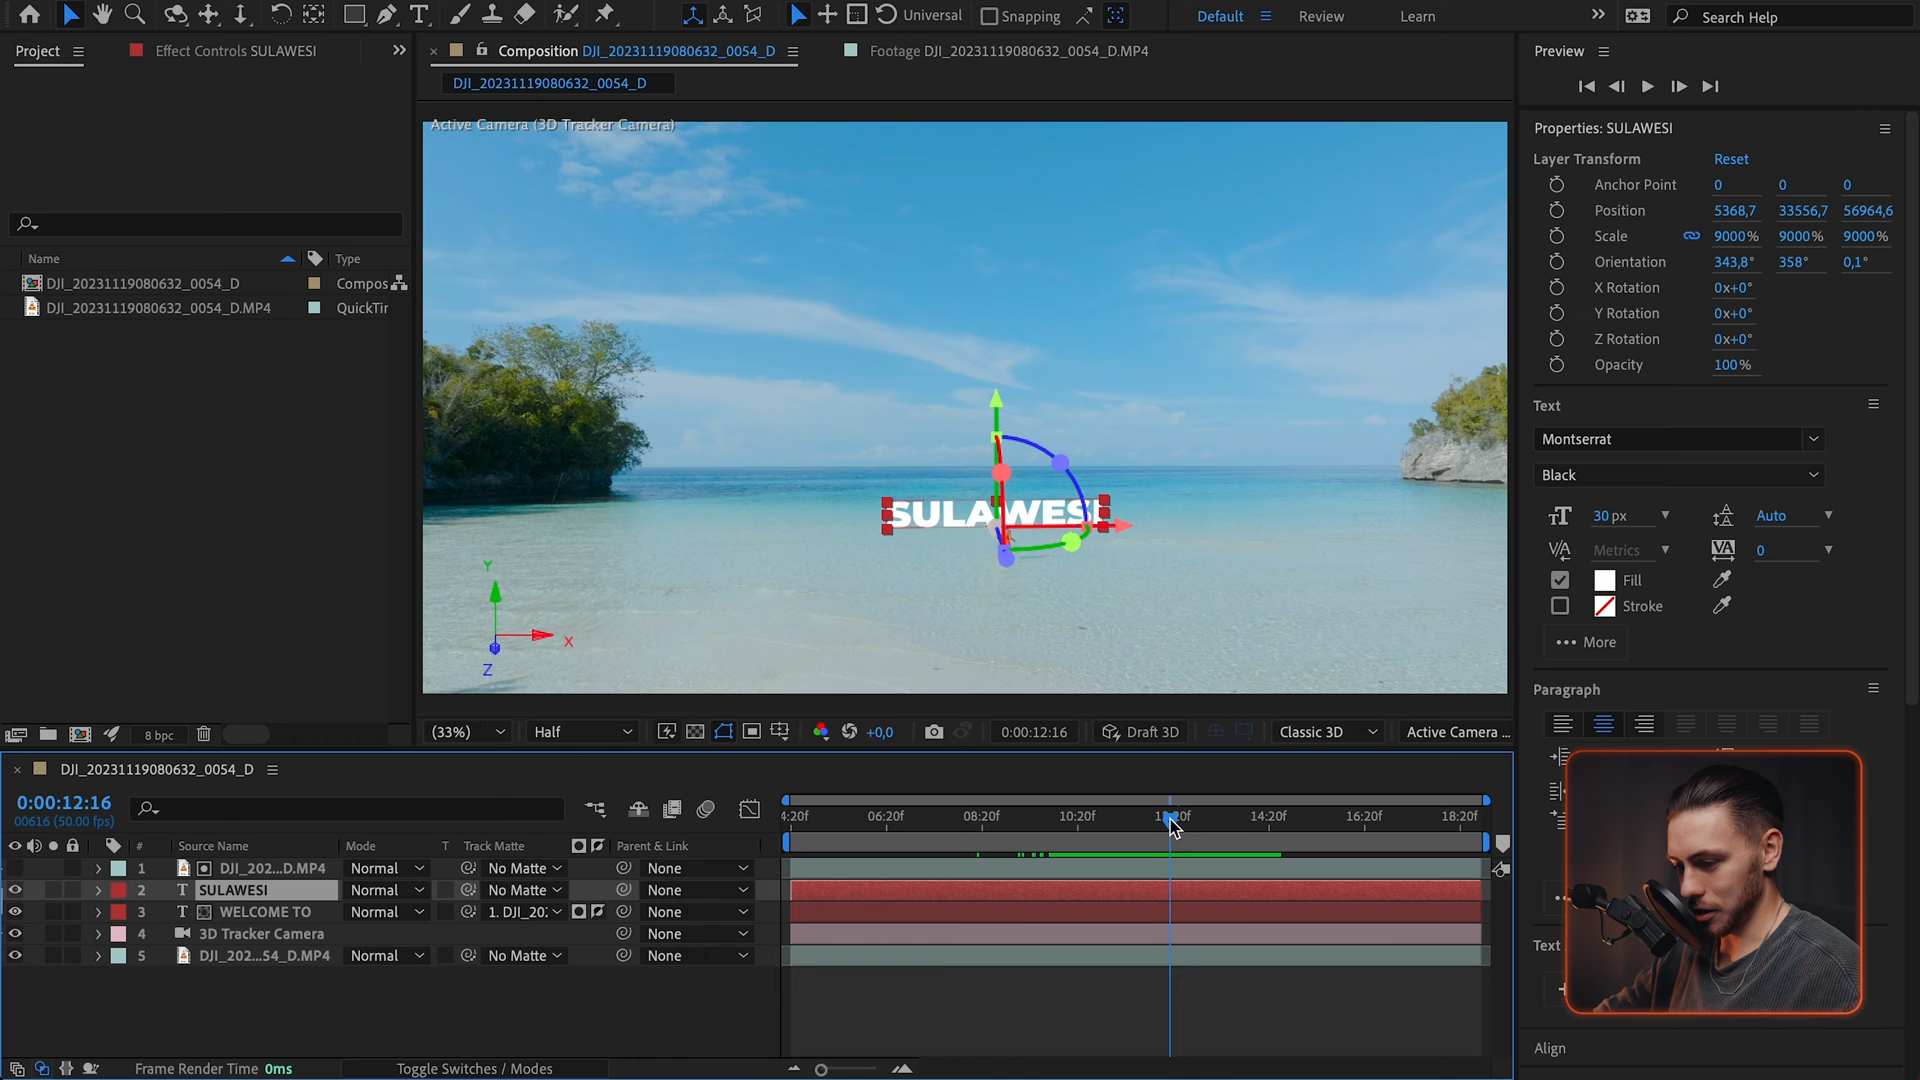 Universal
Snapping
Default
Review
Learn
Search Help
Project
Effect Controls SULAWESI
Composition DJI_20231119080632_0054_D
Footage DJI_20231119080632_0054_D.MP4
DJI_20231119080632_0054_D
Preview
Active Camera (3D Tracker Camera)
Properties: SULAWESI
Layer Transform
Reset
Anchor Point 0 0 0
Position 5368,7 33556,7 56964,6
Scale 9000% 9000% 9000%
Orientation 343,8° 358° 0,1°
X Rotation 0x+0°
Y Rotation 0x+0°
Z Rotation 0x+0°
Opacity 100%
Name Type
DJI_20231119080632_0054_D Compos
DJI_20231119080632_0054_D.MP4 QuickTir
Text
Montserrat
Black
30 px Auto
Metrics 0
Fill
Stroke
More
Paragraph
SULAWESI
Y
X
Z
8 bpc
(33%) Half +0,0 0:00:12:16 Draft 3D Classic 3D Active Camera ...
DJI_20231119080632_0054_D
0:00:12:16
00616 (50.00 fps)
4:20f 06:20f 08:20f 10:20f 14:20f 16:20f 18:20f
# Source Name Mode T Track Matte Parent & Link
1 DJI_202...D.MP4 Normal No Matte None
2 SULAWESI Normal No Matte None
3 WELCOME TO Normal 1. DJI_20 None
4 3D Tracker Camera None
5 DJI_202...54_D.MP4 Normal No Matte None
Text
Align
Frame Render Time 0ms
Toggle Switches / Modes